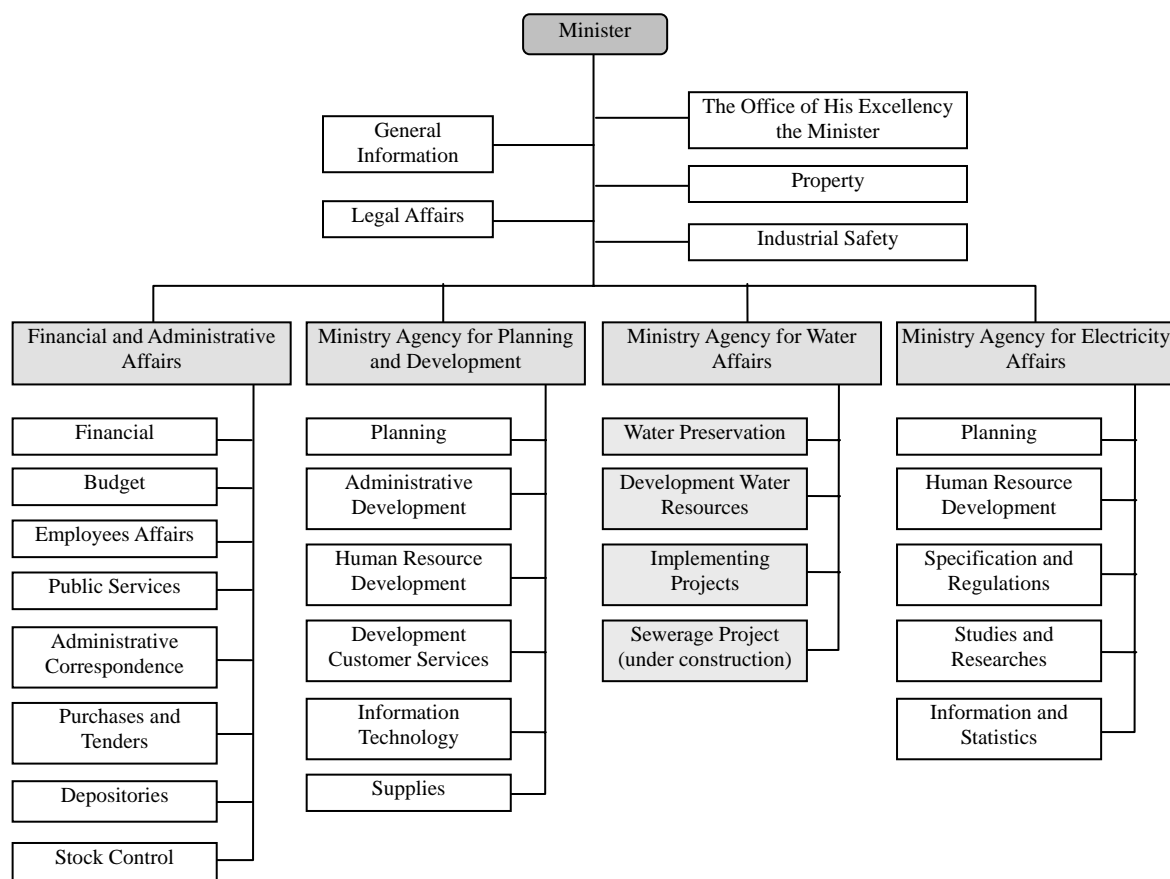 Minister
The Office of His Excellency
the Minister
General
Information
Property
Legal Affairs
Industrial Safety
Financial and Administrative
Affairs
Financial
Budget
Employees Affairs
Public Services
Administrative
Correspondence
Purchases and
Tenders
Depositories
Stock Control
Ministry Agency for Planning
and Development
Planning
Administrative
Development
Human Resource
Development
Development
Customer Services
Information
Technology
Supplies
Ministry Agency for Water
Affairs
Water Preservation
Development Water
Resources
Implementing
Projects
Sewerage Project
(under construction)
Ministry Agency for Electricity
Affairs
Planning
Human Resource
Development
Specification and
Regulations
Studies and
Researches
Information and
Statistics